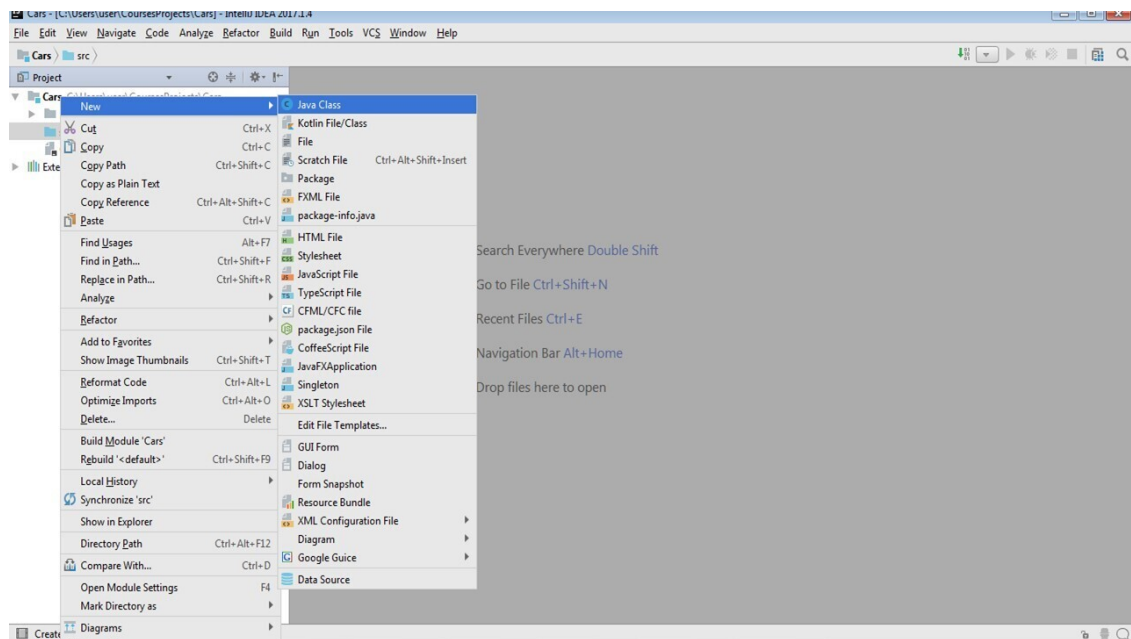 Cars - [C:\Users\user\CoursesProjects\Cars] - IntelliJ IDEA 2017.1.4
File Edit View Navigate Code Analyze Refactor Build Run Tools VCS Window Help
Cars src
Project
Cars
Exte
New
Cut Ctrl+X
Copy Ctrl+C
Copy Path Ctrl+Shift+C
Copy as Plain Text
Copy Reference Ctrl+Alt+Shift+C
Paste Ctrl+V
Find Usages Alt+F7
Find in Path... Ctrl+Shift+F
Replace in Path... Ctrl+Shift+R
Analyze
Refactor
Add to Favorites
Show Image Thumbnails Ctrl+Shift+T
Reformat Code Ctrl+Alt+L
Optimize Imports Ctrl+Alt+O
Delete... Delete
Build Module 'Cars'
Rebuild '<default>' Ctrl+Shift+F9
Local History
Synchronize 'src'
Show in Explorer
Directory Path Ctrl+Alt+F12
Compare With... Ctrl+D
Open Module Settings F4
Mark Directory as
Diagrams
Java Class
Kotlin File/Class
File
Scratch File Ctrl+Alt+Shift+Insert
Package
FXML File
package-info.java
HTML File
Stylesheet
JavaScript File
TypeScript File
CFML/CFC file
package.json File
CoffeeScript File
JavaFXApplication
Singleton
XSLT Stylesheet
Edit File Templates...
GUI Form
Dialog
Form Snapshot
Resource Bundle
XML Configuration File
Diagram
Google Guice
Data Source
Search Everywhere Double Shift
Go to File Ctrl+Shift+N
Recent Files Ctrl+E
Navigation Bar Alt+Home
Drop files here to open
Create